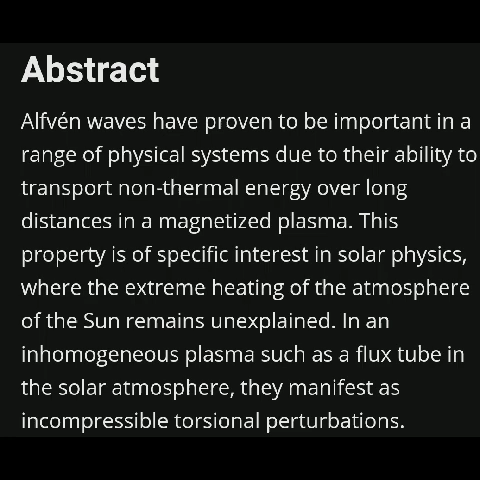 Abstract
Alfvén waves have proven to be important in a
range of physical systems due to their ability to
transport non-thermal energy over long
distances in a magnetized plasma. This
property is of specific interest in solar physics,
where the extreme heating of the atmosphere
of the Sun remains unexplained. In an
inhomogeneous plasma such as a flux tube in
the solar atmosphere, they manifest as
incompressible torsional perturbations.